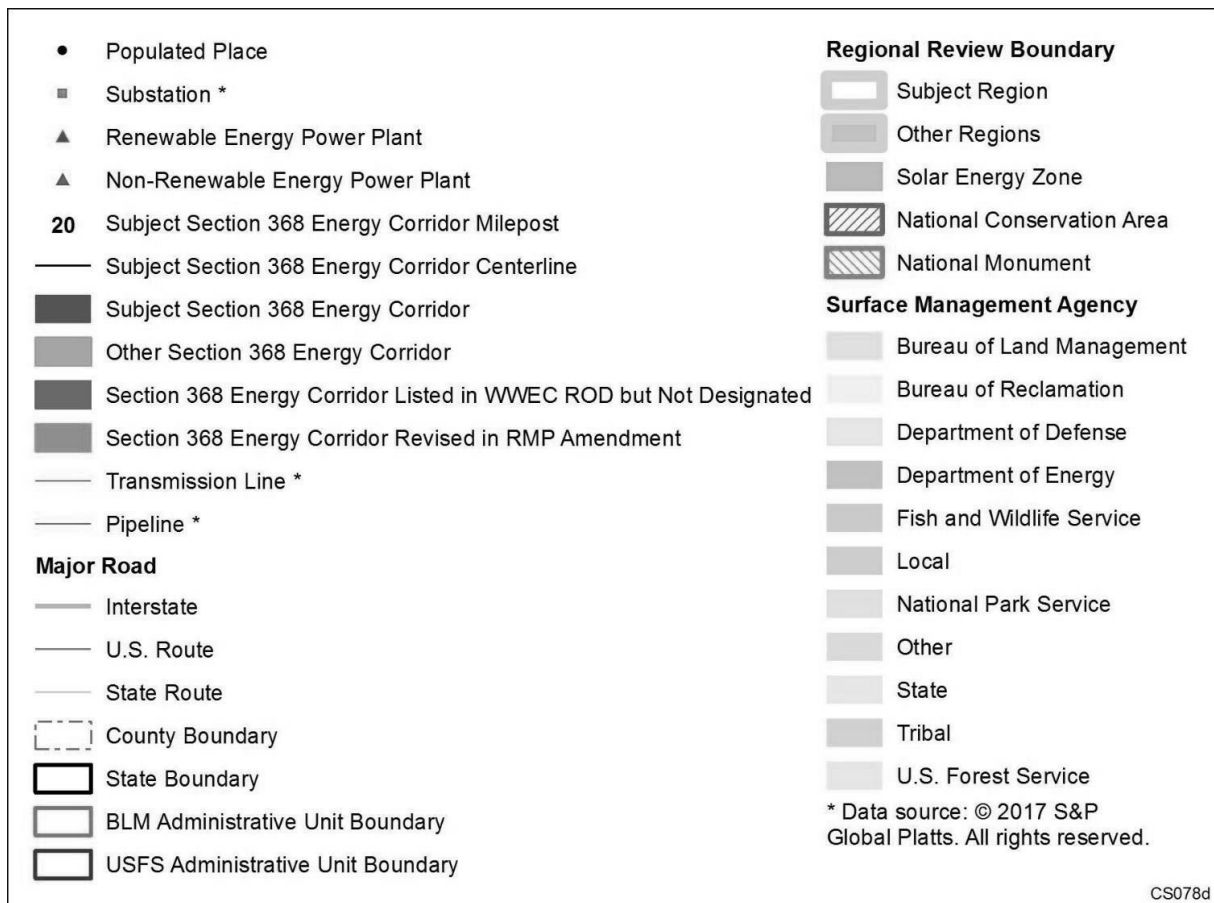 Populated Place
Substation *
Renewable Energy Power Plant
Non-Renewable Energy Power Plant
20 Subject Section 368 Energy Corridor Milepost
Subject Section 368 Energy Corridor Centerline
Subject Section 368 Energy Corridor
Other Section 368 Energy Corridor
Section 368 Energy Corridor Listed in WWEC ROD but Not Designated
Section 368 Energy Corridor Revised in RMP Amendment
Transmission Line *
Pipeline *
Major Road
Interstate
U.S. Route
State Route
County Boundary
State Boundary
BLM Administrative Unit Boundary
USFS Administrative Unit Boundary
Regional Review Boundary
Subject Region
Other Regions
Solar Energy Zone
National Conservation Area
National Monument
Surface Management Agency
Bureau of Land Management
Bureau of Reclamation
Department of Defense
Department of Energy
Fish and Wildlife Service
Local
National Park Service
Other
State
Tribal
U.S. Forest Service
* Data source: © 2017 S&P
Global Platts. All rights reserved.
CS078d